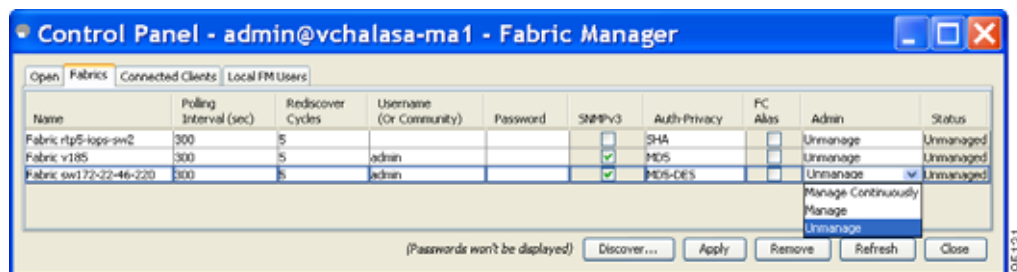 Control Panel - admin@vchalasa-ma1 - Fabric Manager
Open Fabrics Connected Clients Local FM Users
Name Polling Interval (sec) Rediscover Cycles Username (Or Community) Password SNMPv3 Auth-Privacy FC Alias Admin Status
Fabric rtp5-iops-sw2 300 5 SHA Unmanage Unmanaged
Fabric v185 300 5 admin MD5 Unmanage Unmanaged
Fabric sw172-22-46-220 300 5 admin MD5-DES Unmanage Unmanaged
Manage Continuously
Manage
Unmanage
(Passwords won't be displayed) Discover... Apply Remove Refresh Close
95131